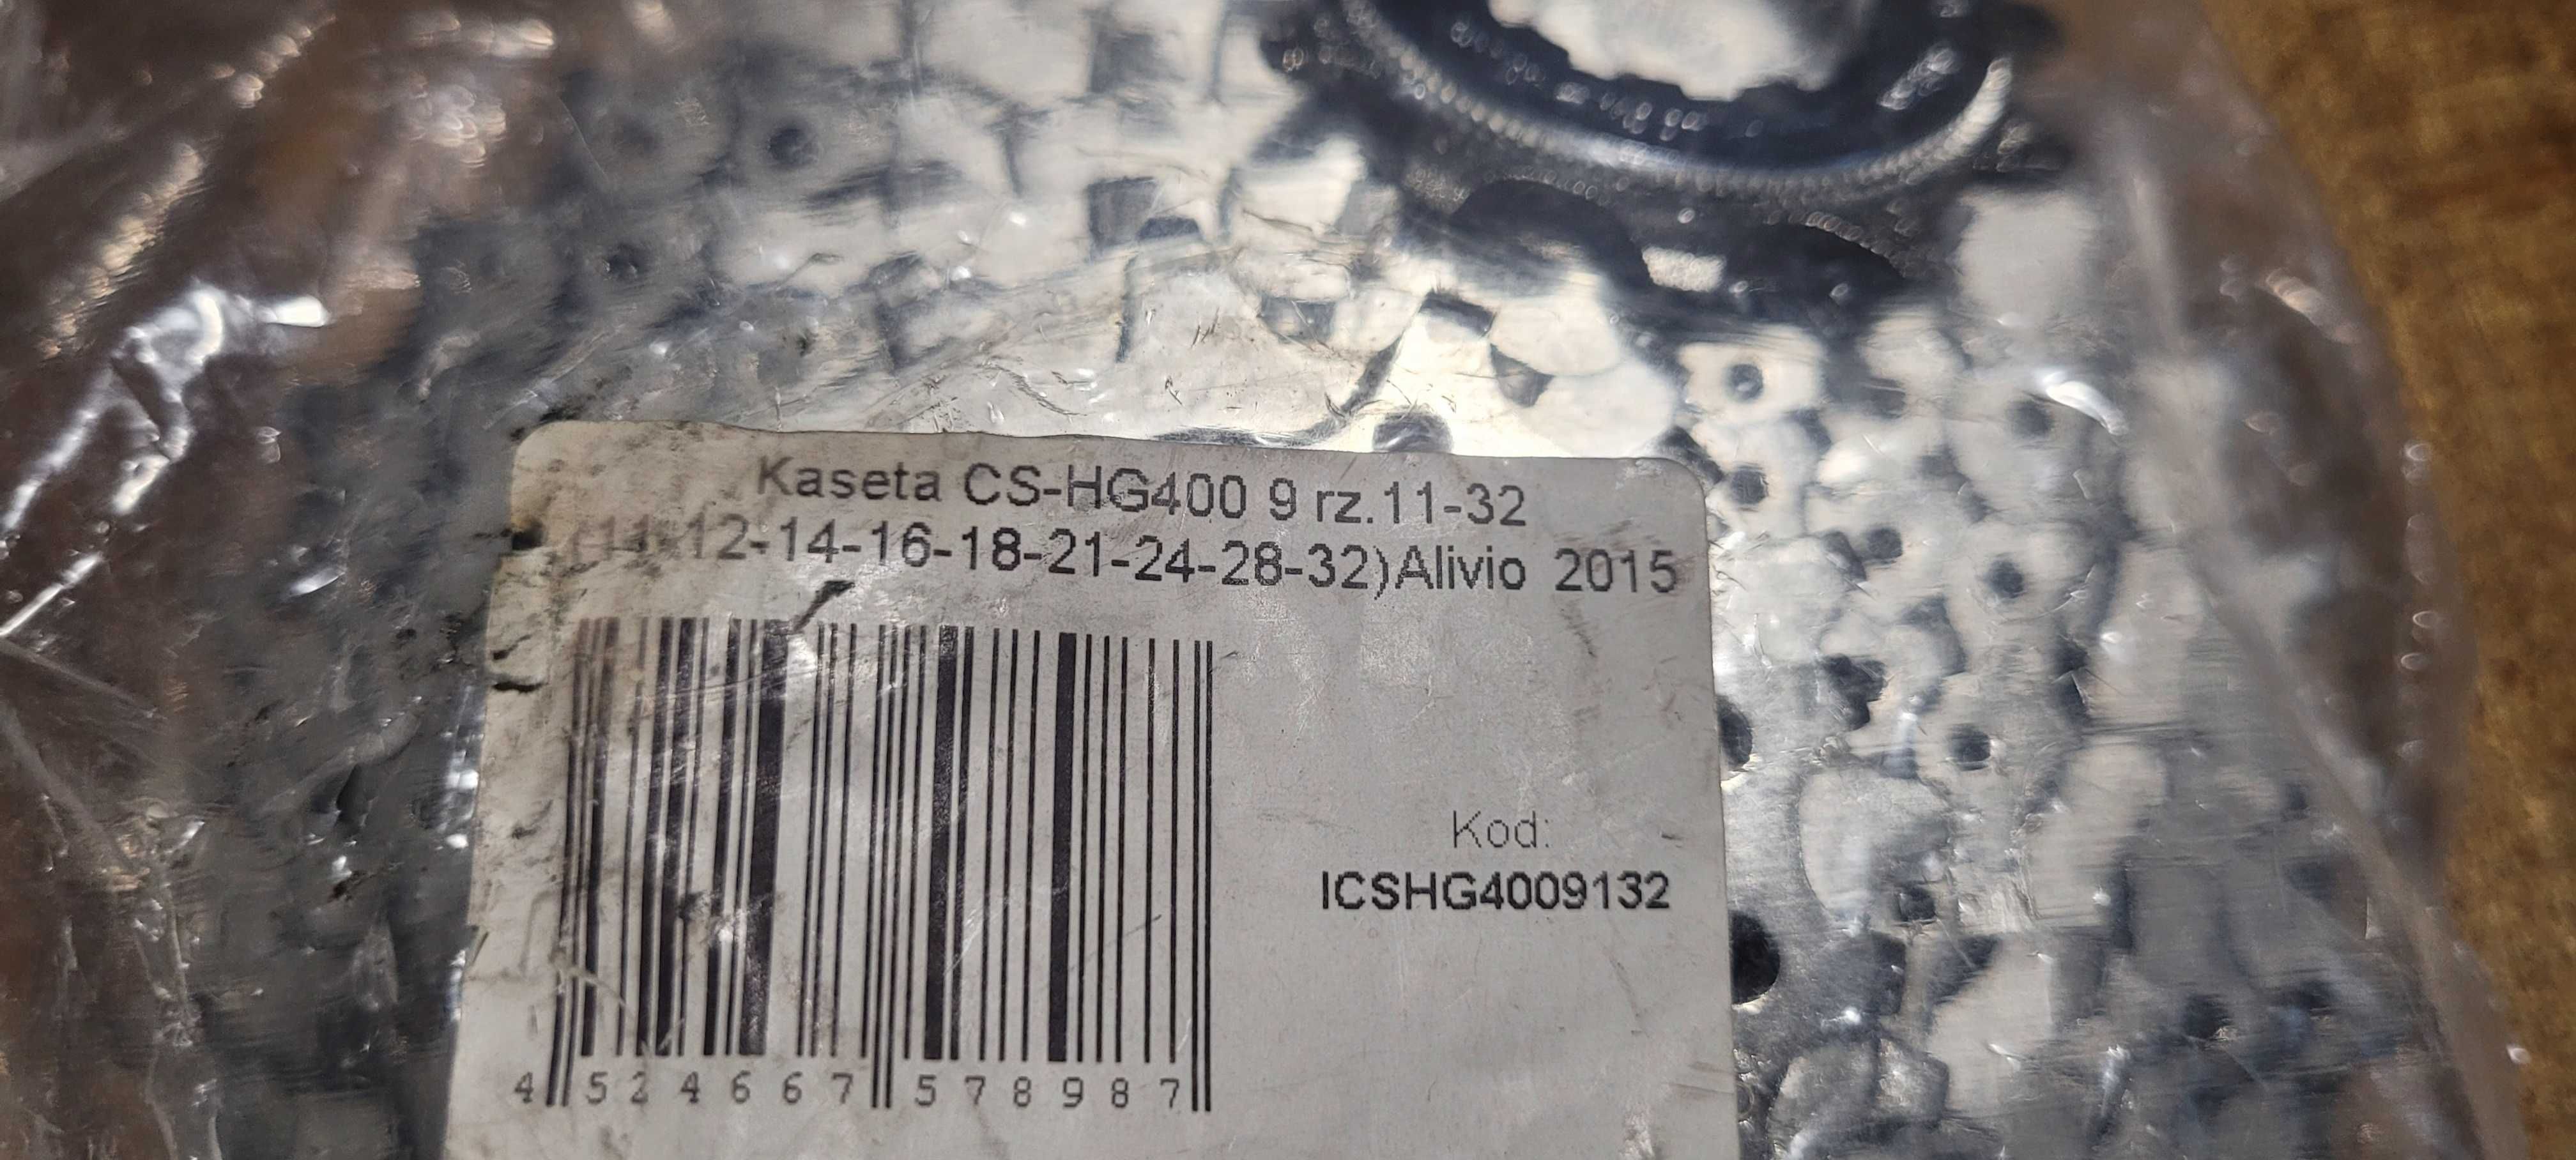 Kaseta CS-HG400 9 rz.11-32
(11-12-14-16-18-21-24-28-32)Alivio 2015
Kod:
ICSHG4009132
4 524667 578987